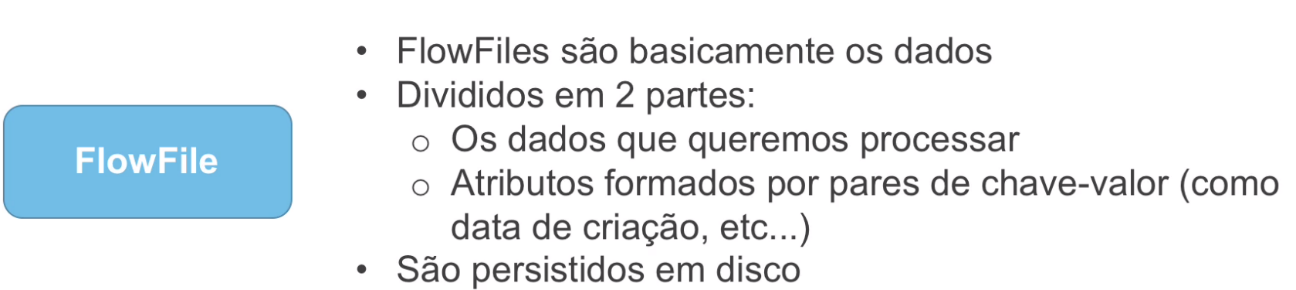 FlowFile
• FlowFiles são basicamente os dados
• Divididos em 2 partes:
o Os dados que queremos processar
o Atributos formados por pares de chave-valor (como
data de criação, etc...)
• São persistidos em disco